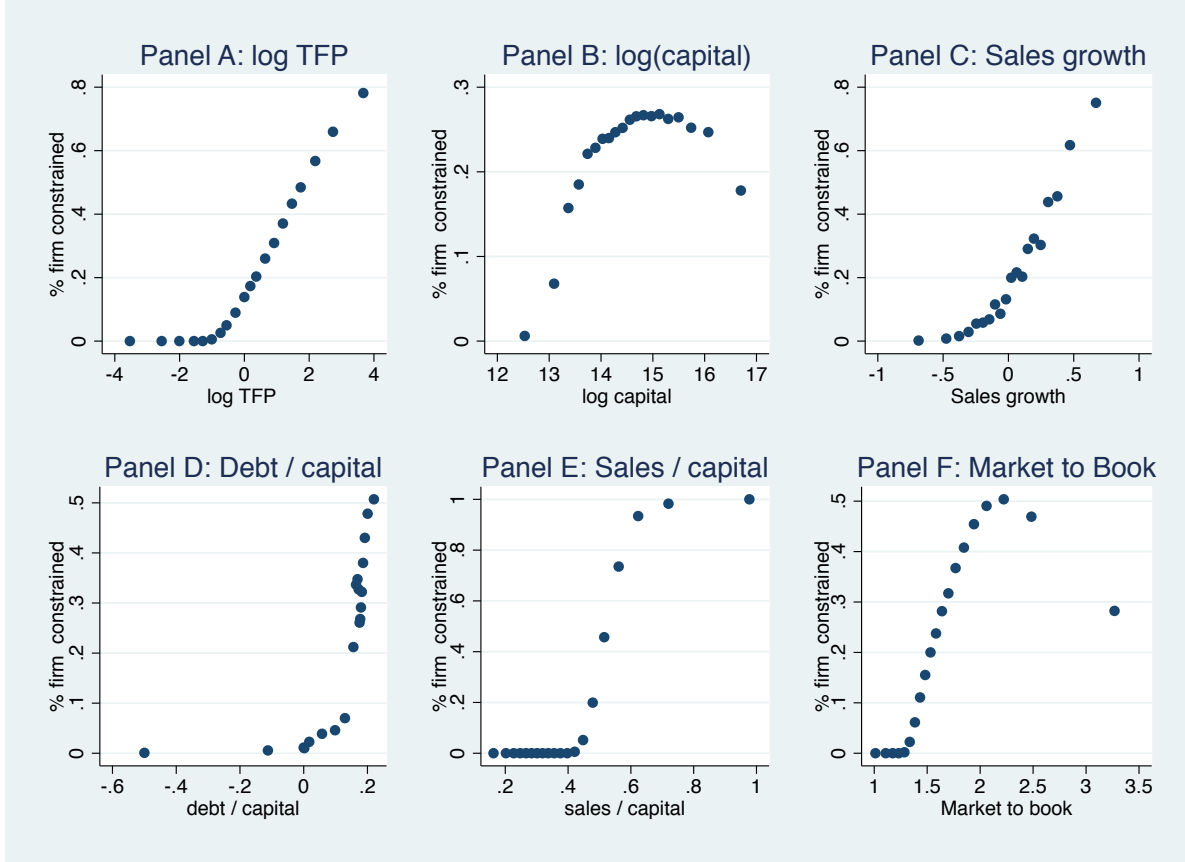 Panel A: log TFP
% firm constrained
0 .2 .4 .6 .8
-4 -2 0 2 4
log TFP
Panel B: log(capital)
% firm constrained
0 .1 .2 .3
12 13 14 15 16 17
log capital
Panel C: Sales growth
% firm constrained
0 .2 .4 .6 .8
-1 -.5 0 .5 1
Sales growth
Panel D: Debt / capital
% firm constrained
0 .1 .2 .3 .4 .5
-.6 -.4 -.2 0 .2
debt / capital
Panel E: Sales / capital
% firm constrained
0 .2 .4 .6 .8 1
.2 .4 .6 .8 1
sales / capital
Panel F: Market to Book
% firm constrained
0 .1 .2 .3 .4 .5
1 1.5 2 2.5 3 3.5
Market to book